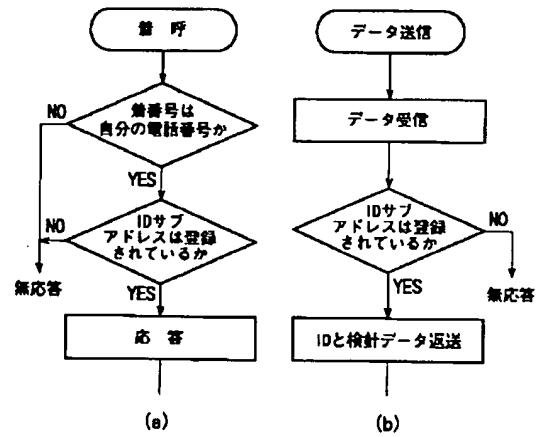 着 呼
着番号は
自分の電話番号か
NO
YES
IDサブ
アドレスは登録
されているか
NO
無応答
YES
応 答
(a)
データ送信
データ受信
IDサブ
アドレスは登録
されているか
NO
無応答
YES
IDと検針データ返送
(b)